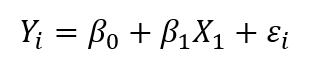 Yᵢ = β₀ + β₁X₁ + εᵢ